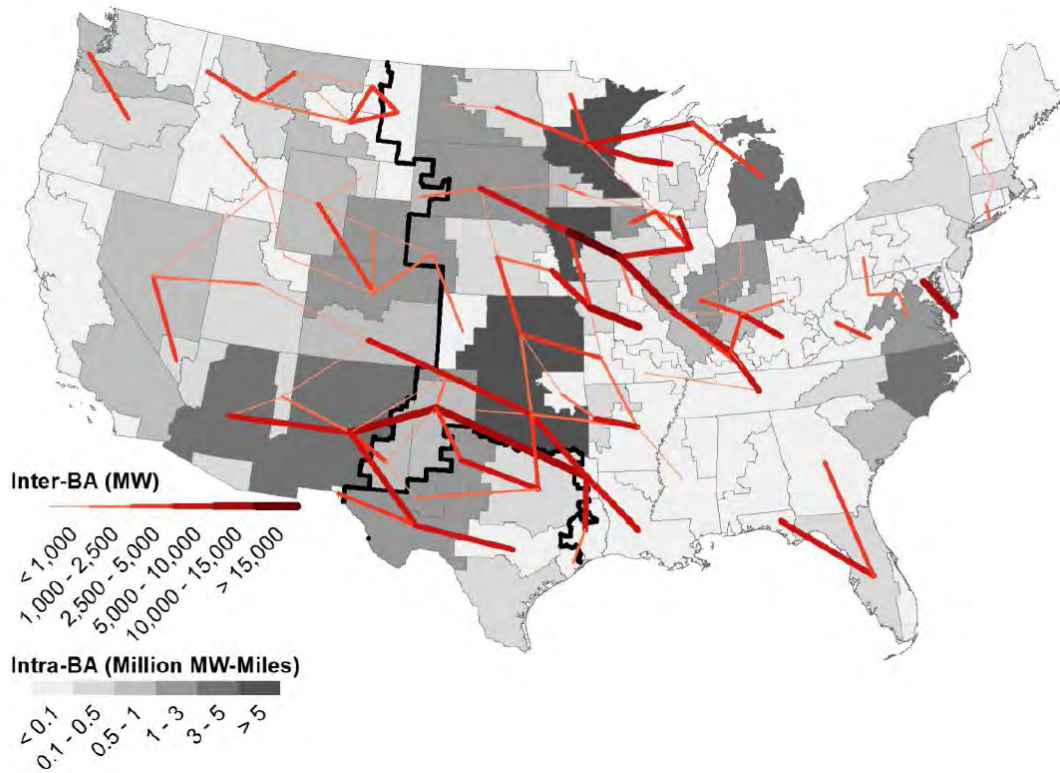 Inter-BA (MW)
< 1,000
1,000 - 2,500
2,500 - 5,000
5,000 - 10,000
10,000 - 15,000
> 15,000
Intra-BA (Million MW-Miles)
< 0.1
0.1 - 0.5
0.5 - 1
1 - 3
3 - 5
> 5